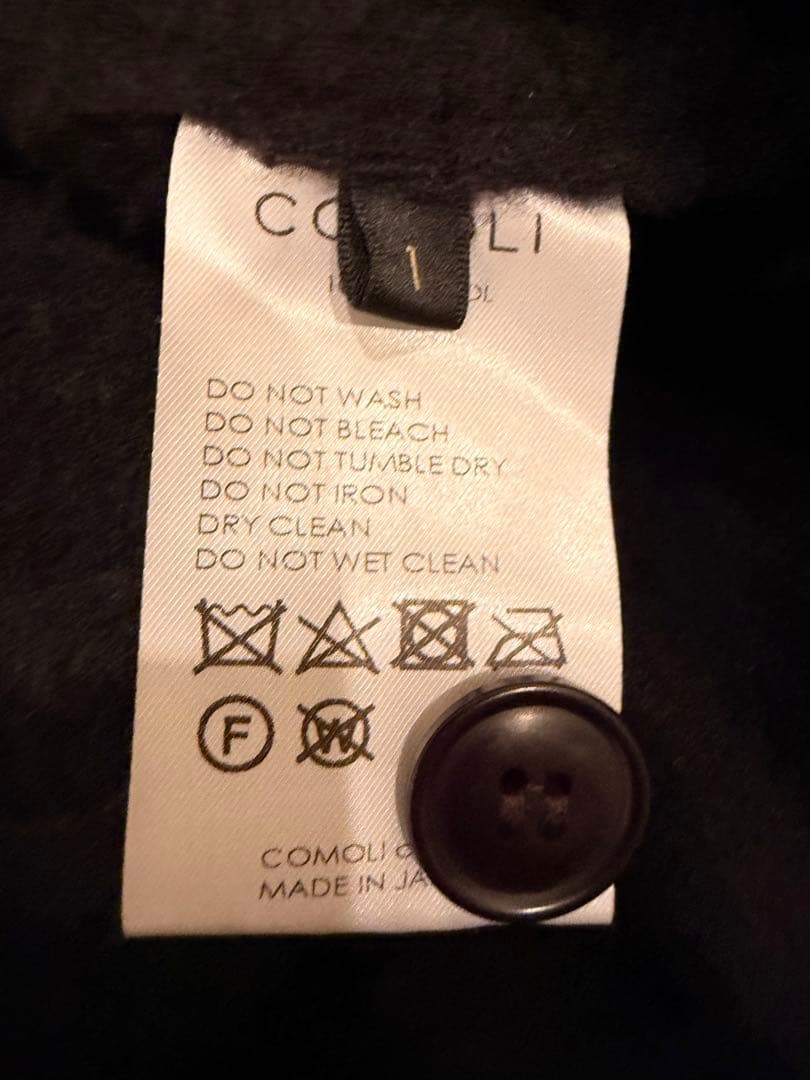 1
DO NOT WASH
DO NOT BLEACH
DO NOT TUMBLE DRY
DO NOT IRON
DRY CLEAN
DO NOT WET CLEAN
F
W
COMOLI
MADE IN